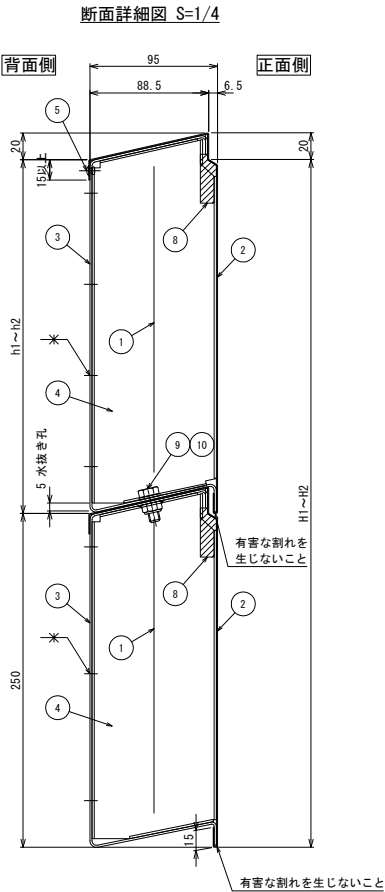 断面詳細図 S=1/4
背面側
95
正面側
88.5
6.5
5
20
20
15以上
8
3
2
1
h1~h2
4
9
10
5 水抜き孔
H1~H2
有害な割れを
生じないこと
8
3
2
1
250
4
15
有害な割れを生じないこと